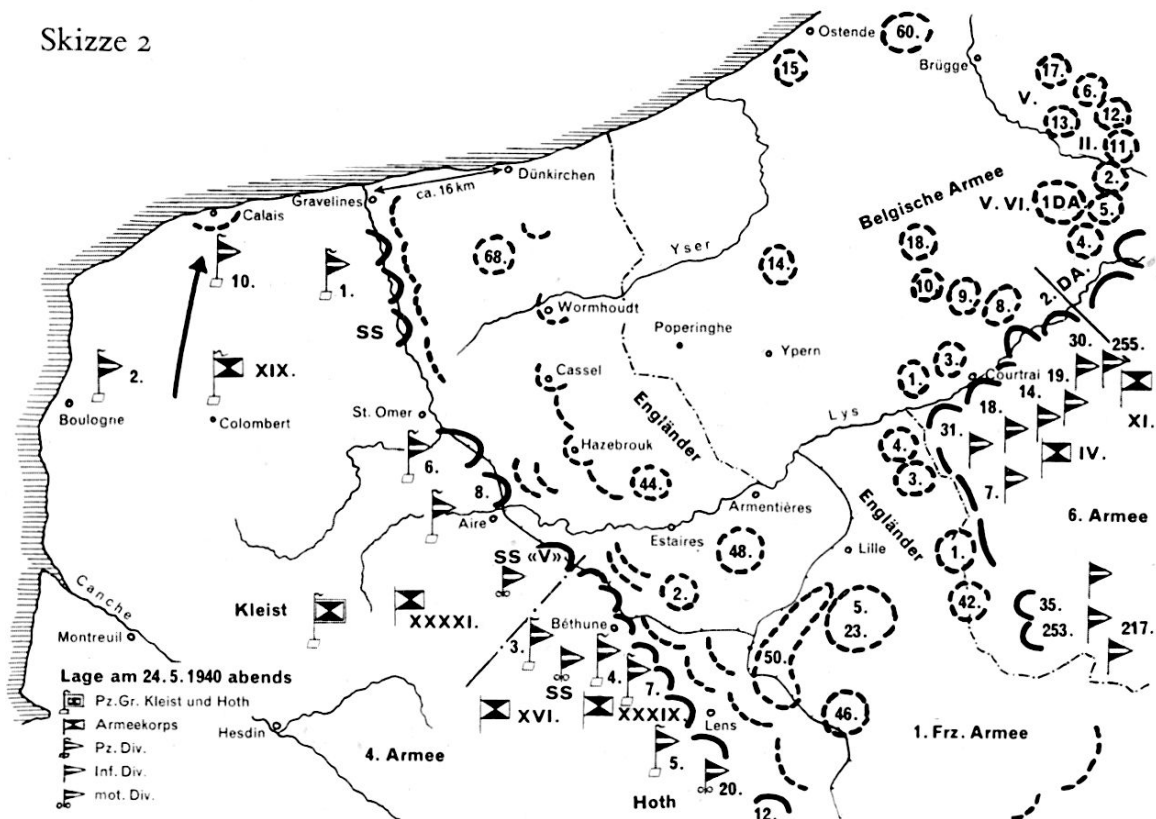 Skizze 2
Ostende
60.
15.
Brügge
17.
6.
V.
12.
13.
II.
11.
Dünkirchen
ca. 16 km
Gravelines
2.
Calais
Belgische Armee
V. VI.
1DA
5.
18.
4.
68.
Yser
14.
10.
1.
10.
9.
8.
2. DA.
Wormhoudt
SS
Poperinghe
Ypern
30.
255.
2.
XIX.
Cassel
3.
Courtrai
19.
1.
14.
XI.
Boulogne
St. Omer
Colombert
Engländer
Lys
18.
31.
Hazebrouk
4.
IV.
6.
44.
3.
7.
8.
Armentières
6. Armee
Aire
Engländer
Estaires
Lille
48.
1.
SS «V»
2.
42.
Canche
Kleist
XXXXI.
5.
35.
Béthune
23.
253.
217.
Montreuil
3.
50.
Lage am 24.5.1940 abends
SS
4.
7.
Pz.Gr. Kleist und Hoth
XVI.
XXXIX.
46.
Armeekorps
Lens
Hesdin
1. Frz. Armee
Pz. Div.
4. Armee
5.
Inf. Div.
20.
mot. Div.
Hoth
12.